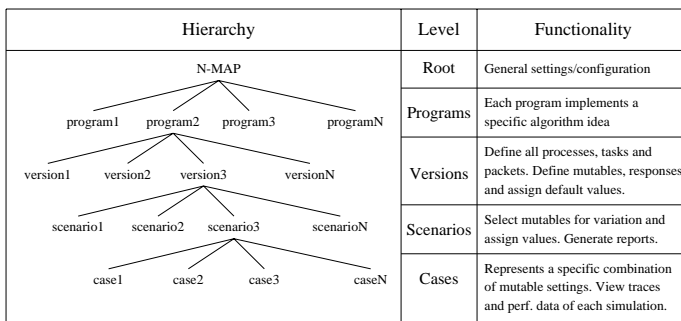 Hierarchy Level Functionality
N-MAP Root General settings/configuration
program1 program2 program3 programN Programs Each program implements a
specific algorithm idea
version1 version2 version3 versionN Versions Define all processes, tasks and
packets. Define mutables, responses
and assign default values.
scenario1 scenario2 scenario3 scenarioN Scenarios Select mutables for variation and
assign values. Generate reports.
case1 case2 case3 caseN Cases Represents a specific combination
of mutable settings. View traces
and perf. data of each simulation.